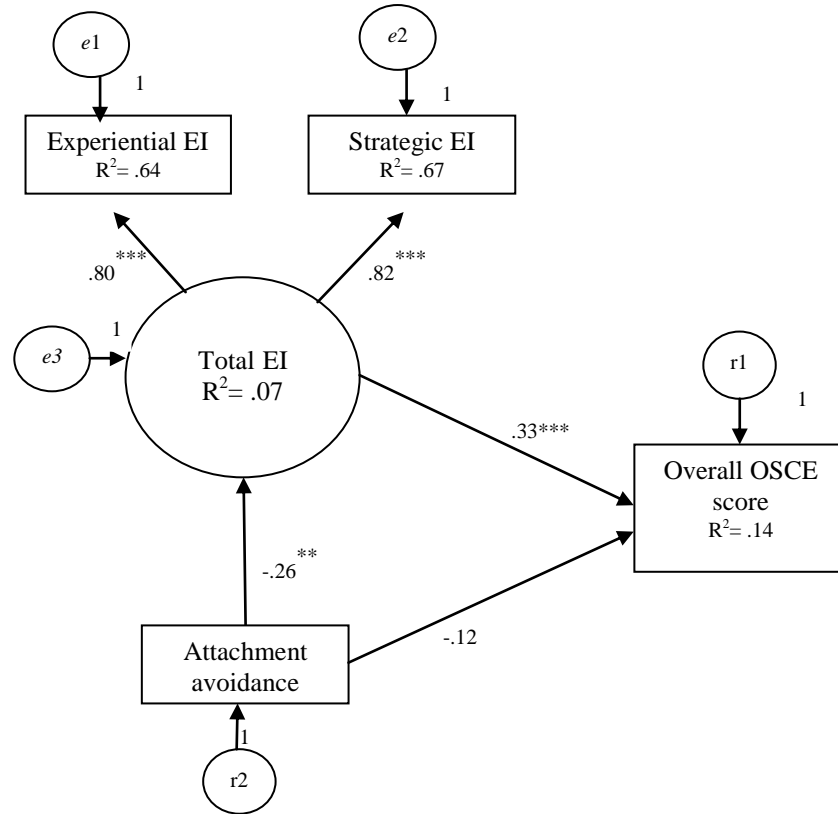 e1
e2
1
1
Experiential EI
R²= .64
Strategic EI
R²= .67
.80***
.82***
e3
1
Total EI
R²= .07
r1
1
.33***
Overall OSCE
score
R²= .14
-.26**
-.12
Attachment
avoidance
1
r2